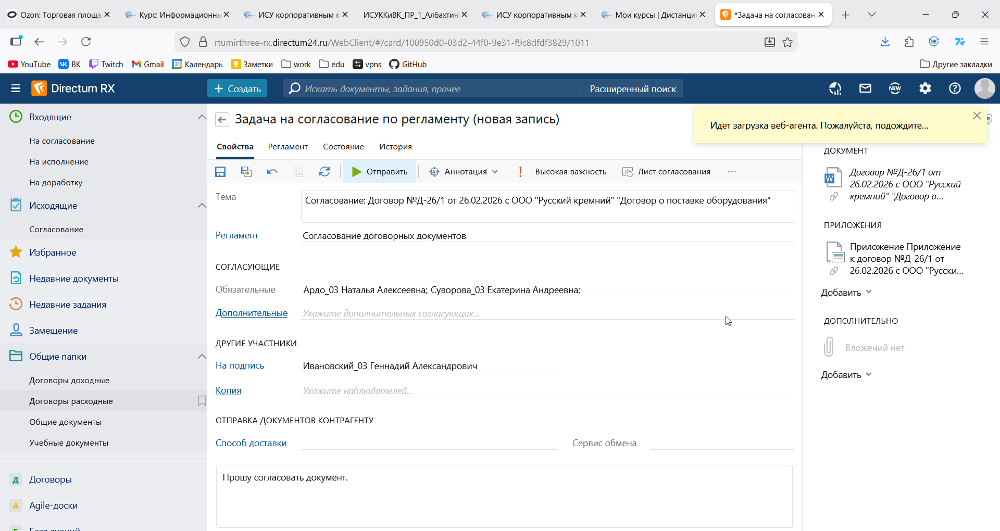 Ozon: Торговая площа
Курс: Информационнь
ИСУ корпоративным к
ИСУККиВК_ПР_1_Албахтин
ИСУ корпоративным к
Мои курсы | Дистанци
*Задача на согласован
rtumirthree-rx.directum24.ru/WebClient/#/card/100950d0-03d2-44f0-9e31-f9c8dfdf3829/1011
YouTube
ВК
Twitch
Gmail
31
Календарь
Заметки
work
edu
vpns
GitHub
Другие закладки
Directum RX
Создать
Искать документы, задания, прочее
Расширенный поиск
NEW
Входящие
На согласование
На исполнение
На доработку
Исходящие
Согласование
Избранное
Недавние документы
Недавние задания
Замещение
Общие папки
Договоры доходные
Договоры расходные
Общие документы
Учебные документы
Д Договоры
А Agile-доски
База знаний
Задача на согласование по регламенту (новая запись)
Идет загрузка веб-агента. Пожалуйста, подождите...
Свойства
Регламент
Состояние
История
Отправить
AI
Аннотация
Высокая важность
Лист согласования
Тема
Согласование: Договор №Д-26/1 от 26.02.2026 с ООО "Русский кремний" "Договор о поставке оборудования"
Регламент
Согласование договорных документов
СОГЛАСУЮЩИЕ
Обязательные
Ардо_03 Наталья Алексеевна; Суворова_03 Екатерина Андреевна;
Дополнительные
Укажите дополнительных согласующих...
ДРУГИЕ УЧАСТНИКИ
На подпись
Ивановский_03 Геннадий Александрович
Копия
Укажите наблюдателей...
ОТПРАВКА ДОКУМЕНТОВ КОНТРАГЕНТУ
Способ доставки
Сервис обмена
Прошу согласовать документ.
ДОКУМЕНТ
W
Договор №Д-26/1 от
26.02.2026 с ООО "Русский
кремний" "Договор о...
ПРИЛОЖЕНИЯ
Приложение Приложение
к договор №Д-26/1 от
26.02.2026 с ООО "Русски...
Добавить
ДОПОЛНИТЕЛЬНО
Вложений нет
Добавить